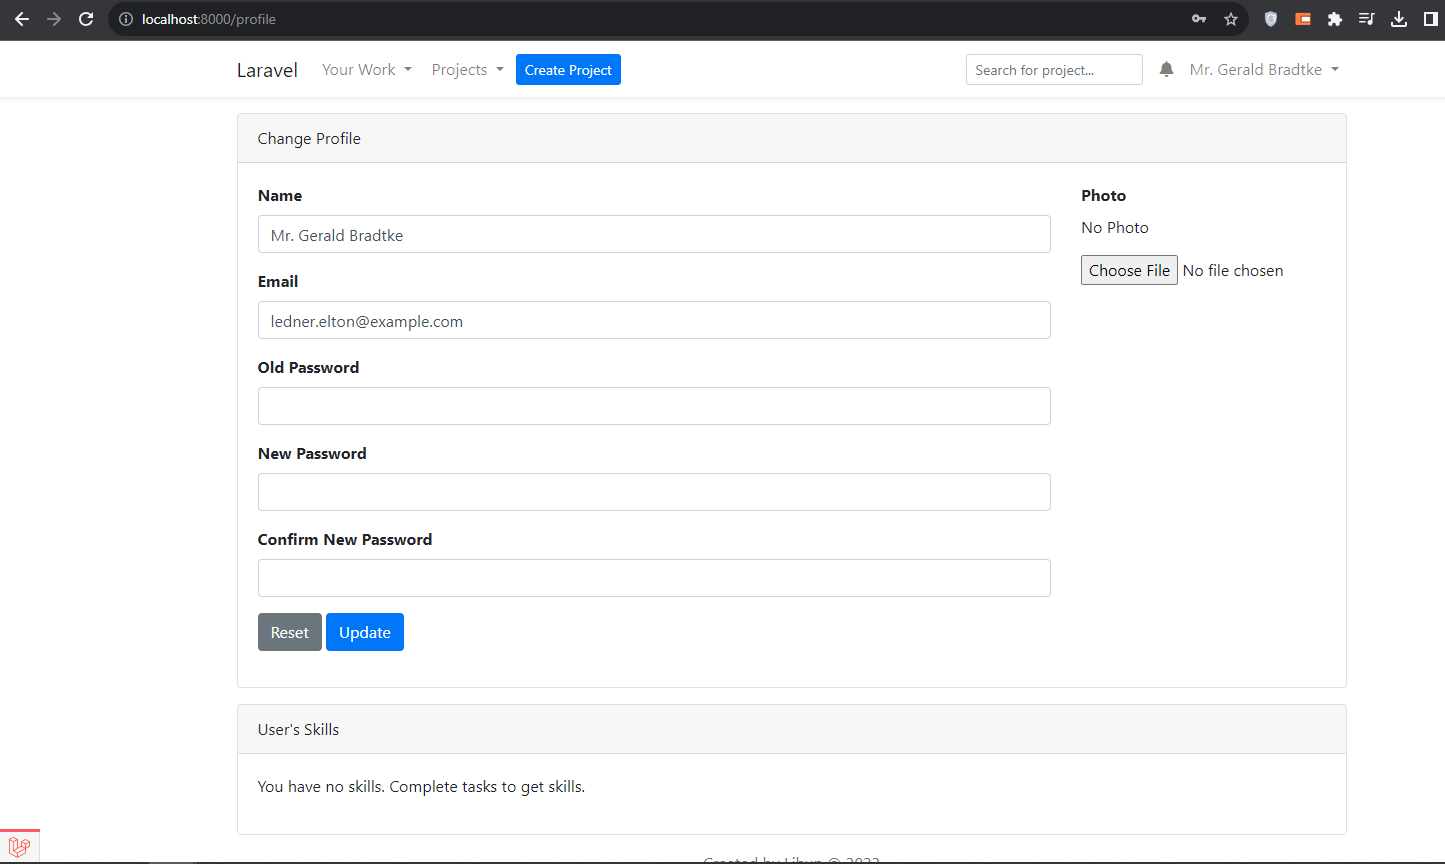 localhost:8000/profile
Laravel Your Work Projects Create Project Search for project... Mr. Gerald Bradtke
Change Profile
Name
Mr. Gerald Bradtke
Email
ledner.elton@example.com
Old Password
New Password
Confirm New Password
Reset Update
Photo
No Photo
Choose File No file chosen
User's Skills
You have no skills. Complete tasks to get skills.
Created by